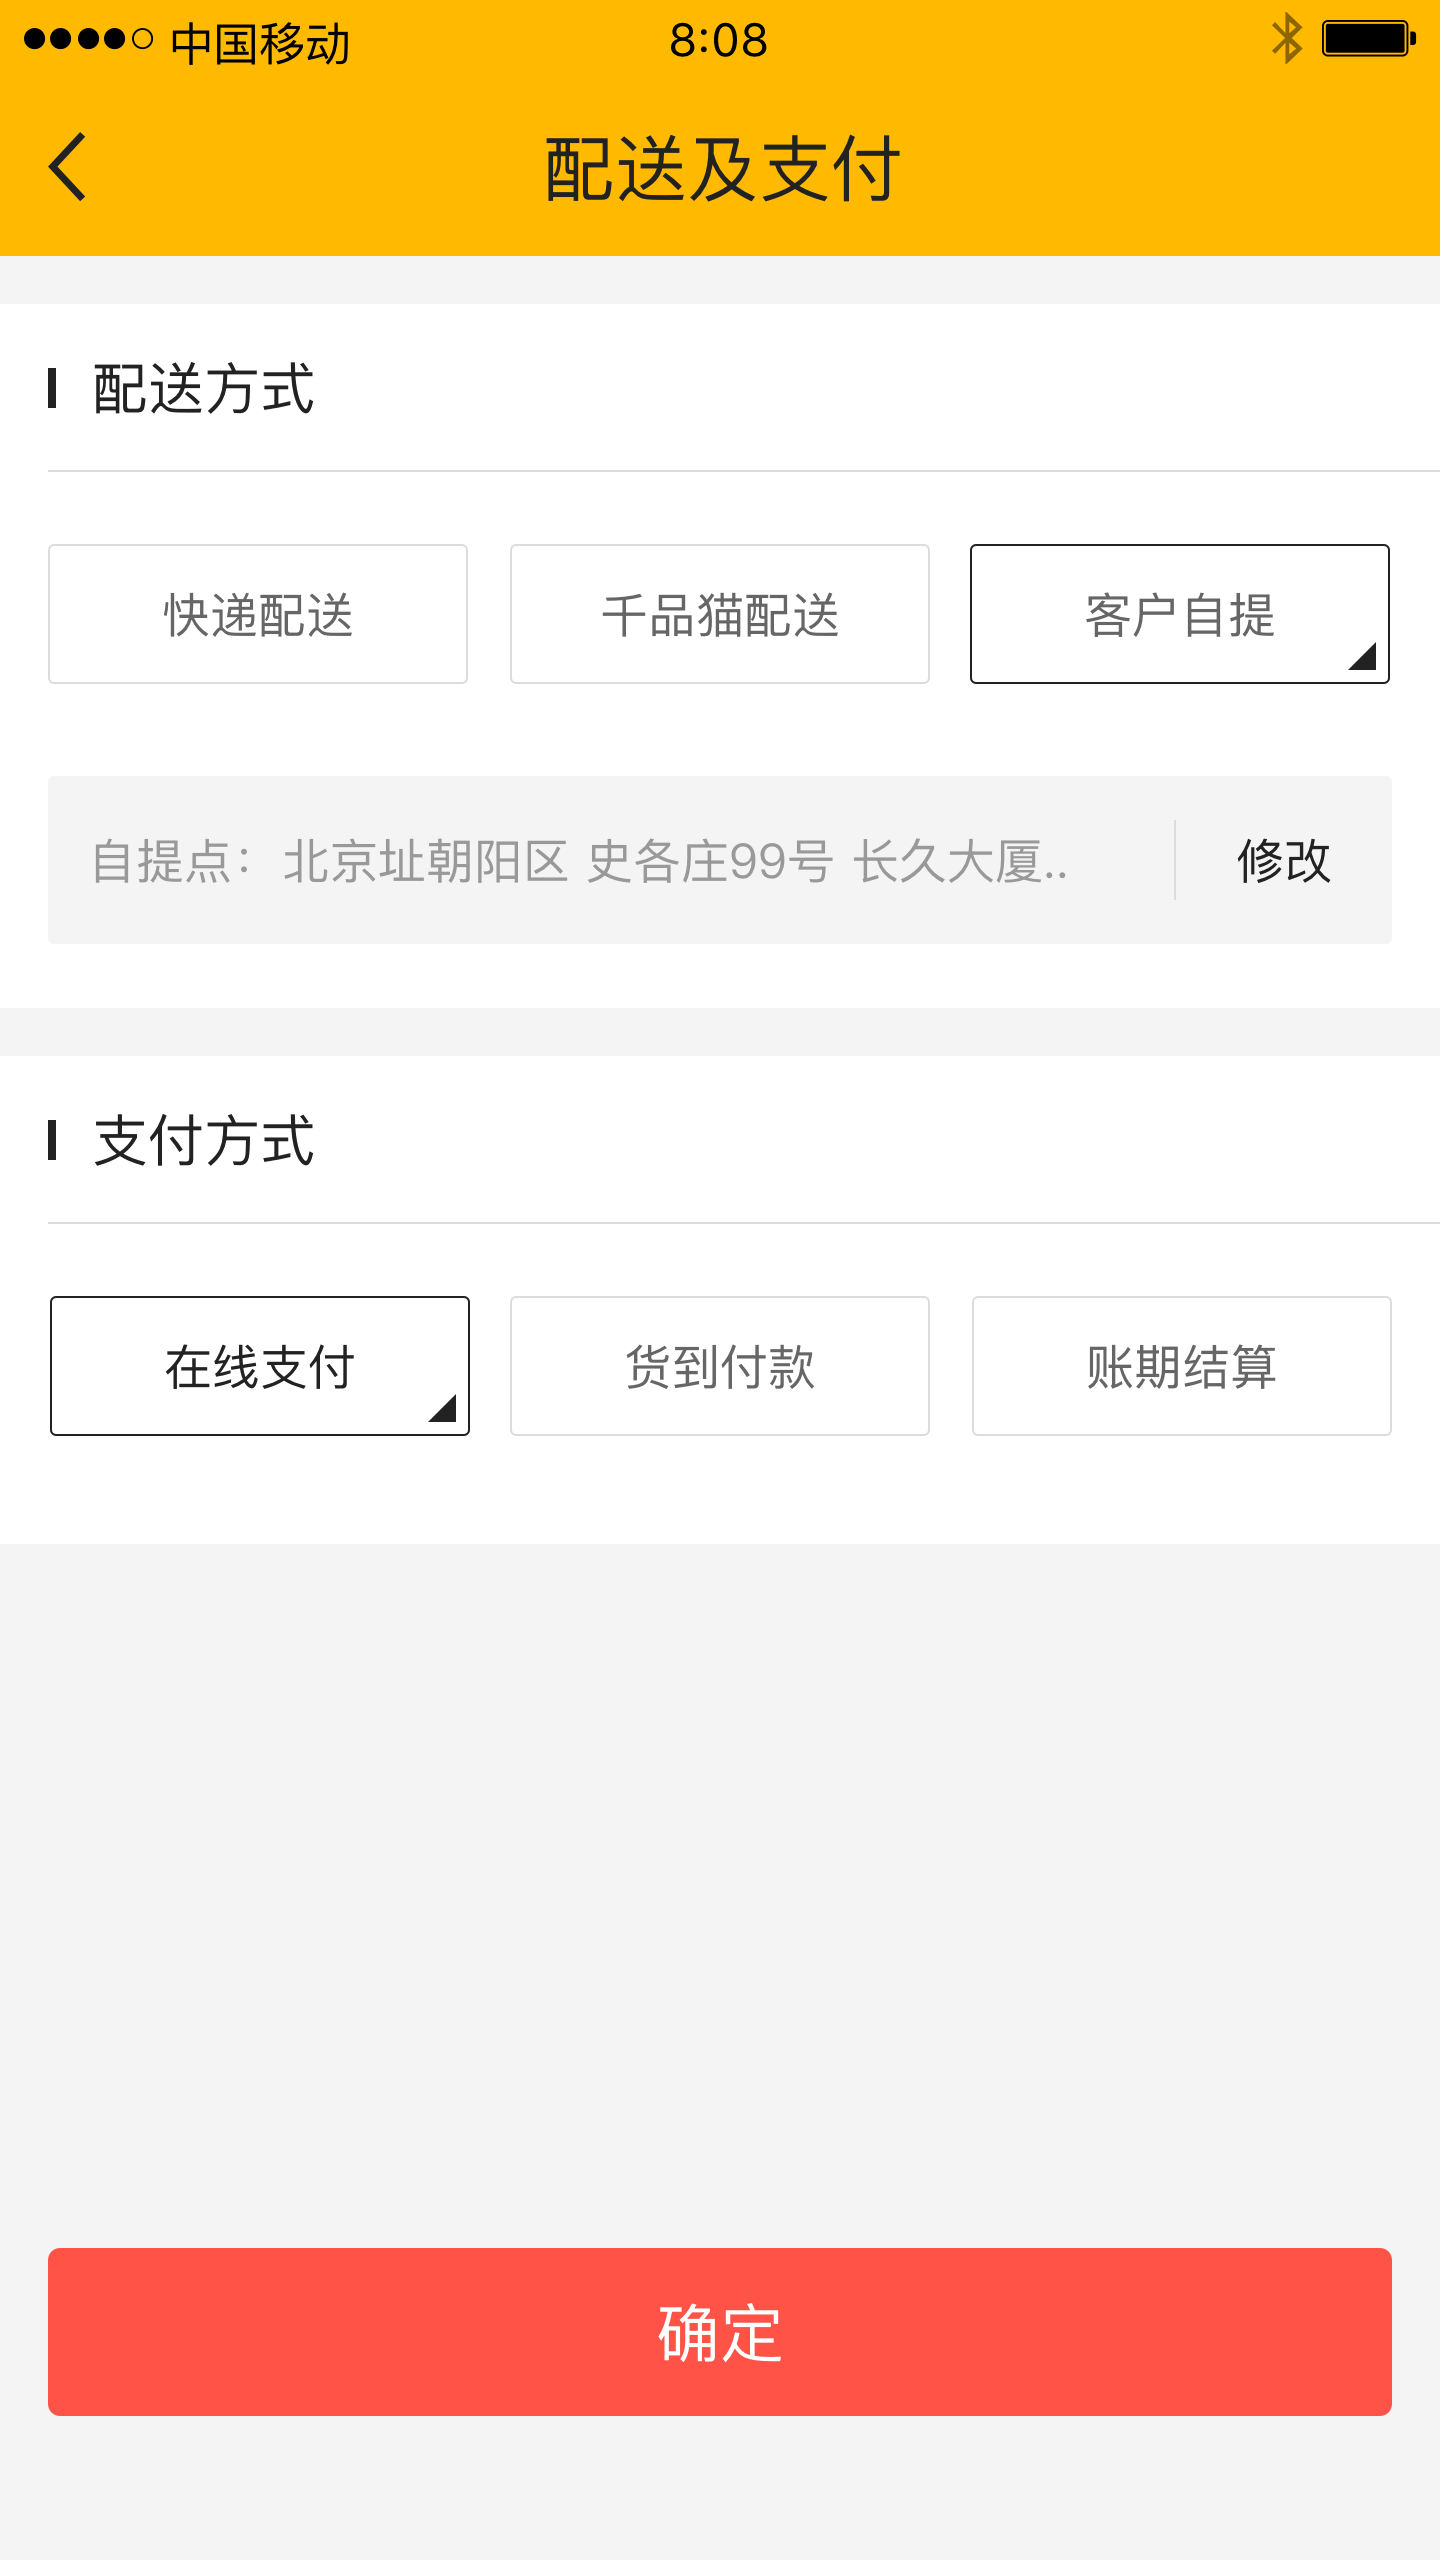 中国移动 8:08
配送及支付
配送方式
快递配送 千品猫配送 客户自提
自提点： 北京址朝阳区 史各庄99号 长久大厦.. 修改
支付方式
在线支付 货到付款 账期结算
确定